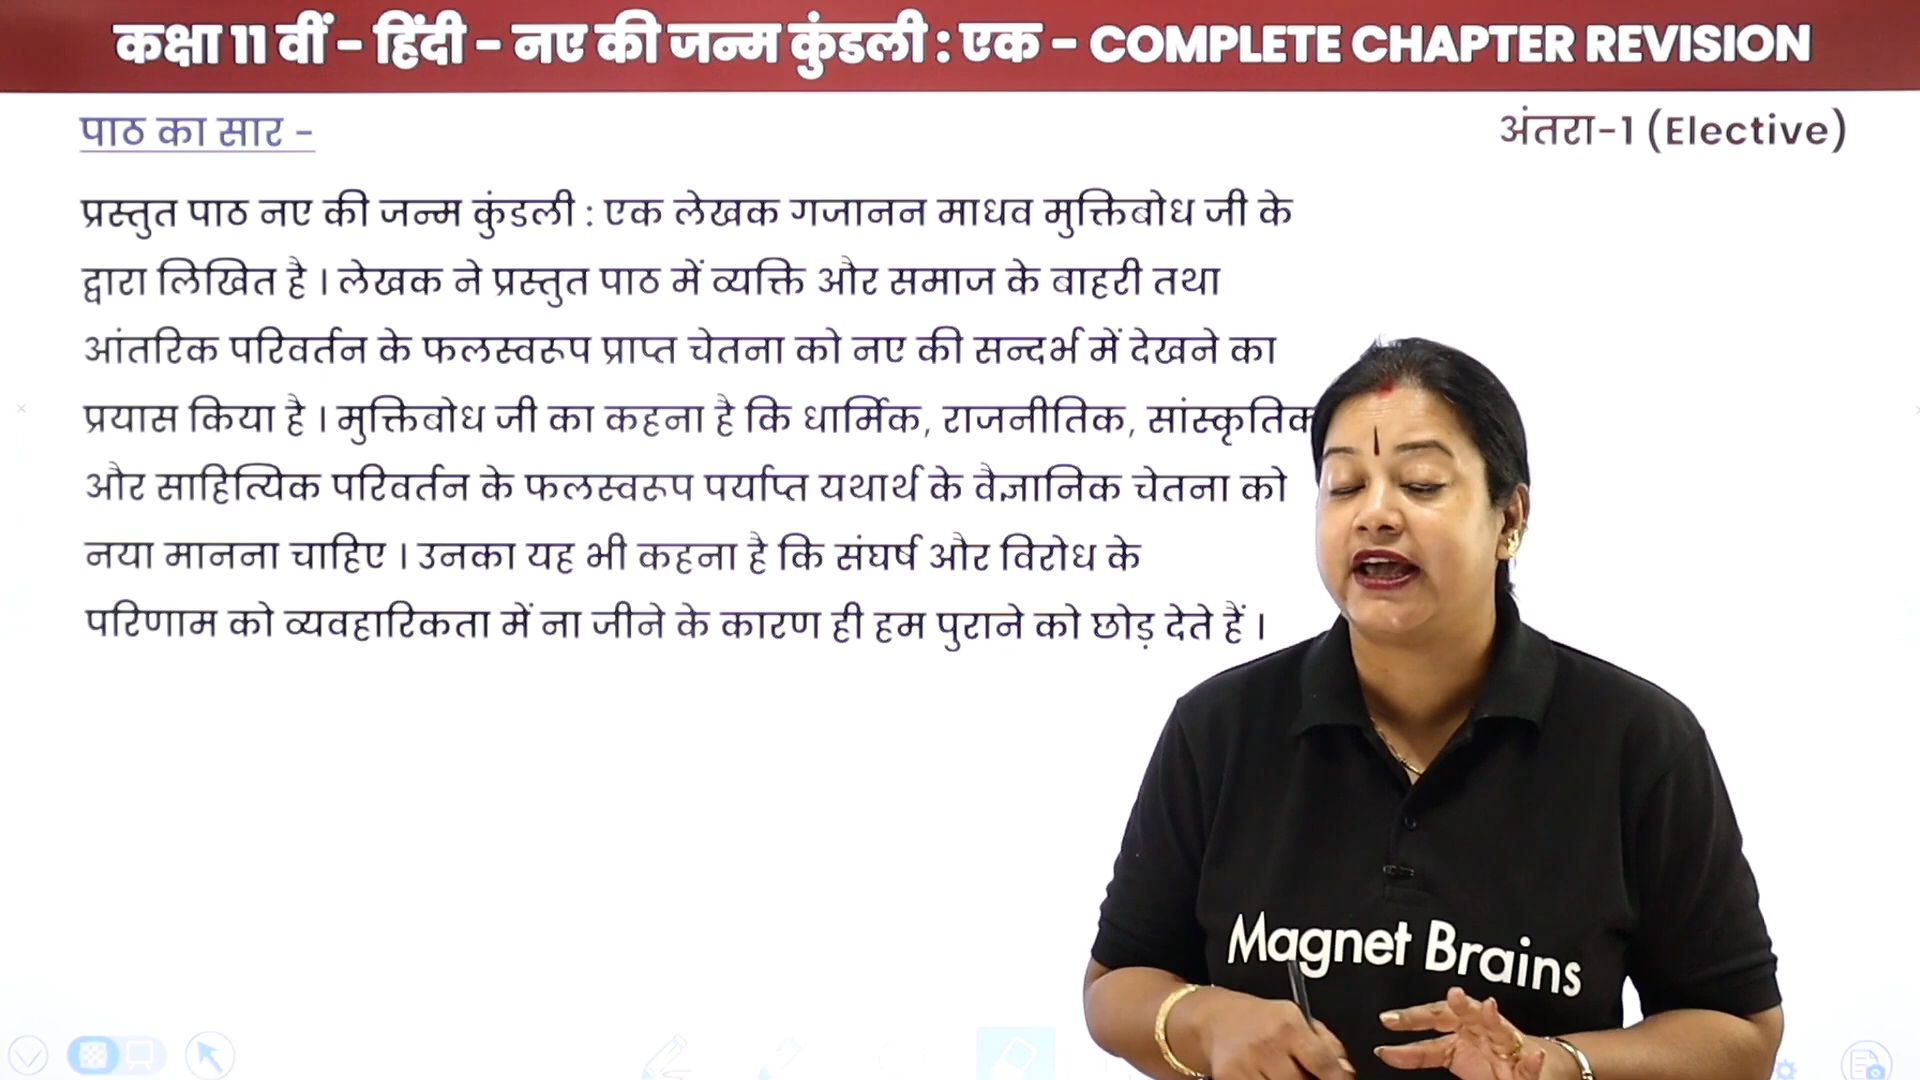 कक्षा 11 वीं - हिंदी - नए की जन्म कुंडली : एक - COMPLETE CHAPTER REVISION
पाठ का सार -
अंतरा-1 (Elective)
प्रस्तुत पाठ नए की जन्म कुंडली : एक लेखक गजानन माधव मुक्तिबोध जी के
द्वारा लिखित है । लेखक ने प्रस्तुत पाठ में व्यक्ति और समाज के बाहरी तथा
आंतरिक परिवर्तन के फलस्वरूप प्राप्त चेतना को नए की सन्दर्भ में देखने का
प्रयास किया है । मुक्तिबोध जी का कहना है कि धार्मिक, राजनीतिक, सांस्कृतिक
और साहित्यिक परिवर्तन के फलस्वरूप पर्याप्त यथार्थ के वैज्ञानिक चेतना को
नया मानना चाहिए । उनका यह भी कहना है कि संघर्ष और विरोध के
परिणाम को व्यवहारिकता में ना जीने के कारण ही हम पुराने को छोड़ देते हैं ।
Magnet Brains